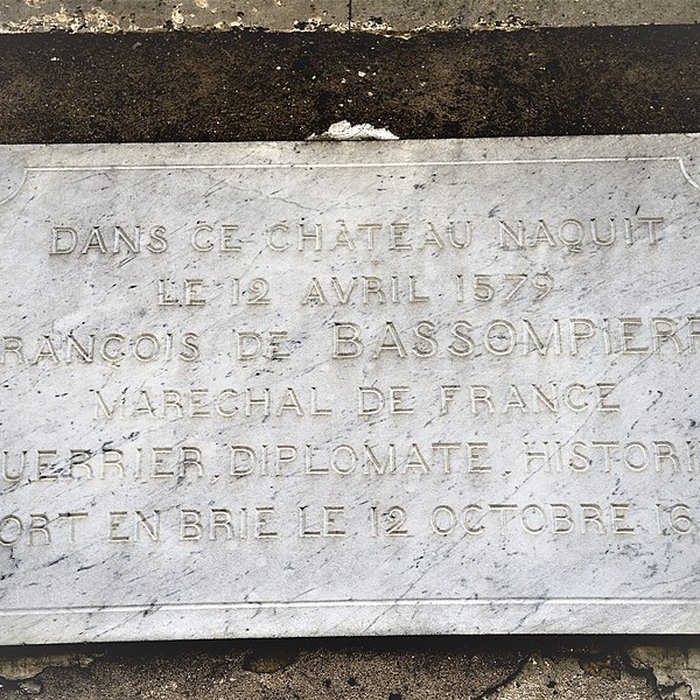 DANS CE CHATEAU NAQUIT
LE 12 AVRIL 1579
RANÇOIS DE BASSOMPIERR
MARECHAL DE FRANCE
UERRIER DIPLOMATE HISTORI
ORT EN BRIE LE 12 OCTOBRE 16